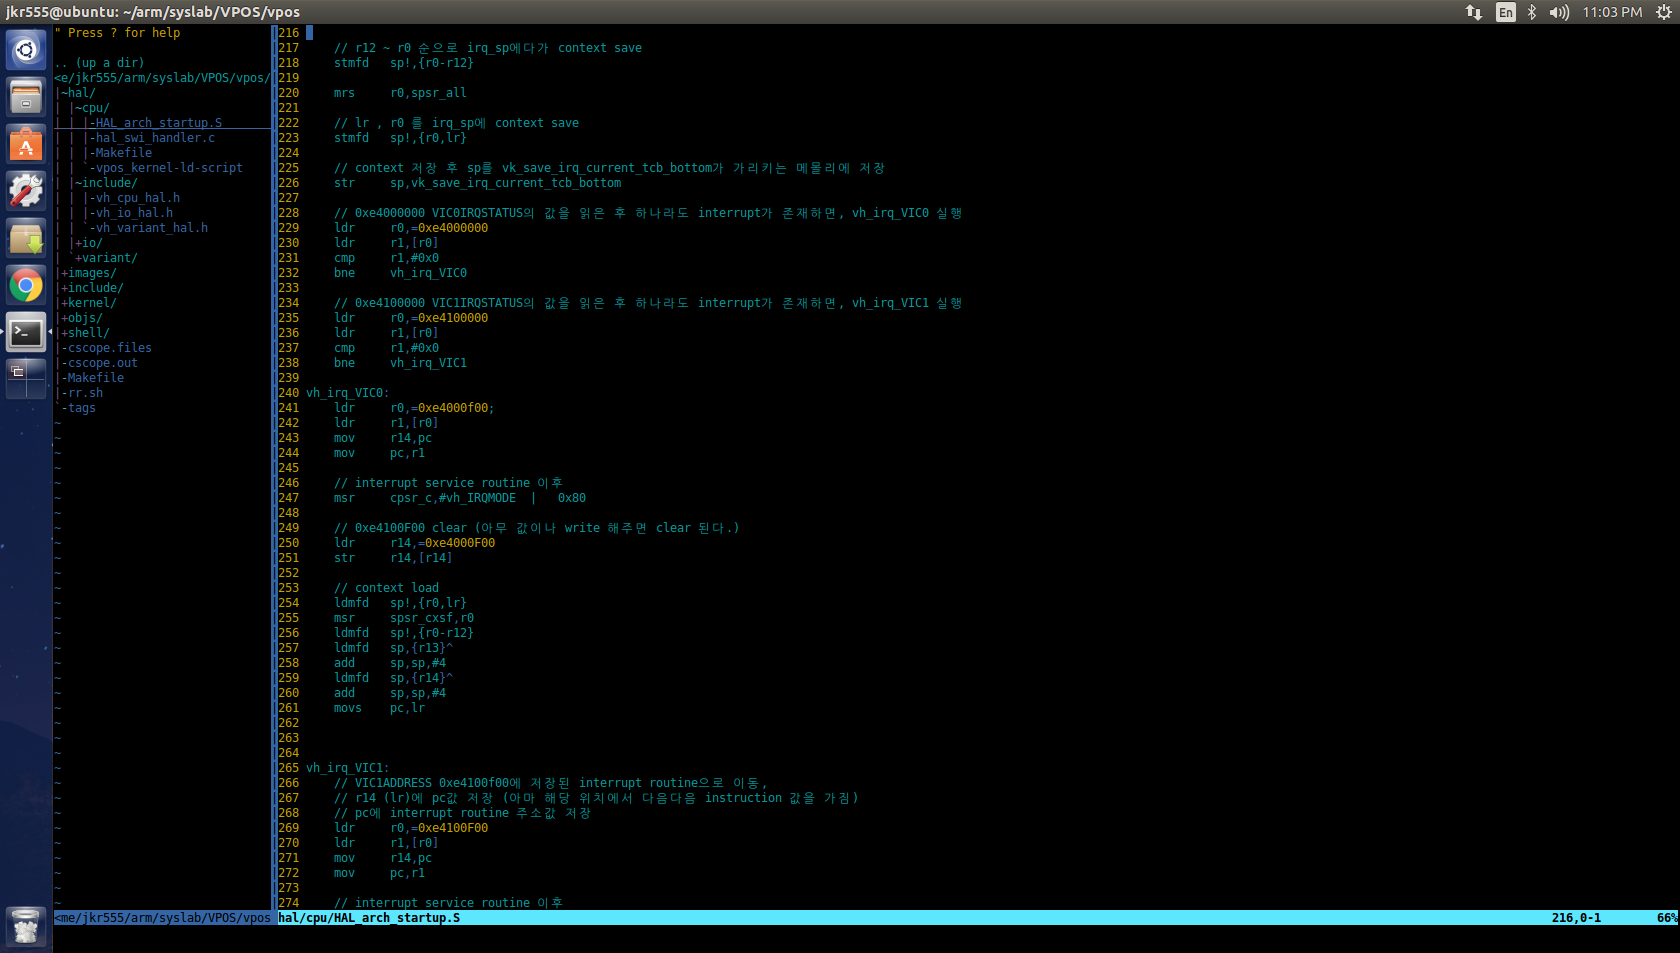 jkr555@ubuntu: ~/arm/syslab/VPOS/vpos
En
11:03 PM
" Press ? for help
.. (up a dir)
<e/jkr555/arm/syslab/VPOS/vpos/
|~hal/
| |~cpu/
| | |-HAL_arch_startup.S
| | |-hal_swi_handler.c
| | |-Makefile
| | `-vpos_kernel-ld-script
| |~include/
| | |-vh_cpu_hal.h
| | |-vh_io_hal.h
| | `-vh_variant_hal.h
| |+io/
| `+variant/
|+images/
|+include/
|+kernel/
|+objs/
|+shell/
|-cscope.files
|-cscope.out
|-Makefile
|-rr.sh
`-tags
<me/jkr555/arm/syslab/VPOS/vpos
216
217 // r12 ~ r0 순으로 irq_sp에다가 context save
218 stmfd sp!,{r0-r12}
219
220 mrs r0,spsr_all
221
222 // lr , r0 를 irq_sp에 context save
223 stmfd sp!,{r0,lr}
224
225 // context 저장 후 sp를 vk_save_irq_current_tcb_bottom가 가리키는 메몰리에 저장
226 str sp,vk_save_irq_current_tcb_bottom
227
228 // 0xe4000000 VIC0IRQSTATUS의 값을 읽은 후 하나라도 interrupt가 존재하면, vh_irq_VIC0 실행
229 ldr r0,=0xe4000000
230 ldr r1,[r0]
231 cmp r1,#0x0
232 bne vh_irq_VIC0
233
234 // 0xe4100000 VIC1IRQSTATUS의 값을 읽은 후 하나라도 interrupt가 존재하면, vh_irq_VIC1 실행
235 ldr r0,=0xe4100000
236 ldr r1,[r0]
237 cmp r1,#0x0
238 bne vh_irq_VIC1
239
240 vh_irq_VIC0:
241 ldr r0,=0xe4000f00;
242 ldr r1,[r0]
243 mov r14,pc
244 mov pc,r1
245
246 // interrupt service routine 이후
247 msr cpsr_c,#vh_IRQMODE | 0x80
248
249 // 0xe4100F00 clear (아무 값이나 write 해주면 clear 된다.)
250 ldr r14,=0xe4000F00
251 str r14,[r14]
252
253 // context load
254 ldmfd sp!,{r0,lr}
255 msr spsr_cxsf,r0
256 ldmfd sp!,{r0-r12}
257 ldmfd sp,{r13}^
258 add sp,sp,#4
259 ldmfd sp,{r14}^
260 add sp,sp,#4
261 movs pc,lr
262
263
264
265 vh_irq_VIC1:
266 // VIC1ADDRESS 0xe4100f00에 저장된 interrupt routine으로 이동,
267 // r14 (lr)에 pc값 저장 (아마 해당 위치에서 다음다음 instruction 값을 가짐)
268 // pc에 interrupt routine 주소값 저장
269 ldr r0,=0xe4100F00
270 ldr r1,[r0]
271 mov r14,pc
272 mov pc,r1
273
274 // interrupt service routine 이후
hal/cpu/HAL_arch_startup.S 216,0-1 66%